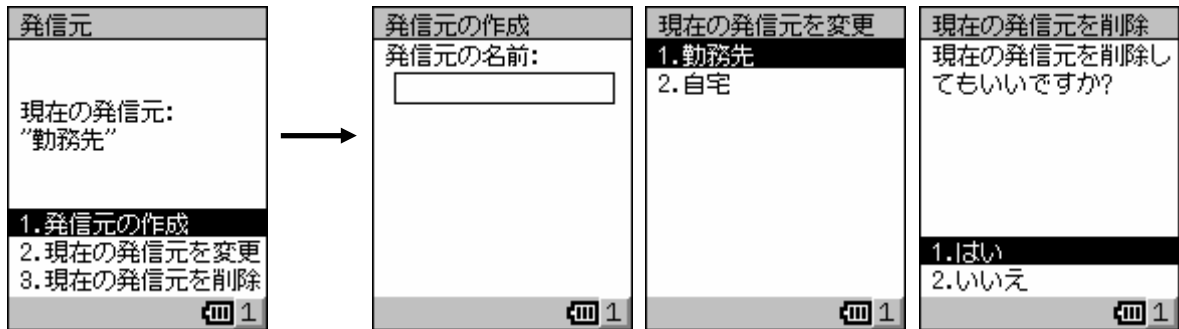 発信元
現在の発信元:
"勤務先"
1.発信元の作成
2.現在の発信元を変更
3.現在の発信元を削除
1
発信元の作成
発信元の名前:
1
現在の発信元を変更
1.勤務先
2.自宅
1
現在の発信元を削除
現在の発信元を削除し
てもいいですか?
1.はい
2.いいえ
1